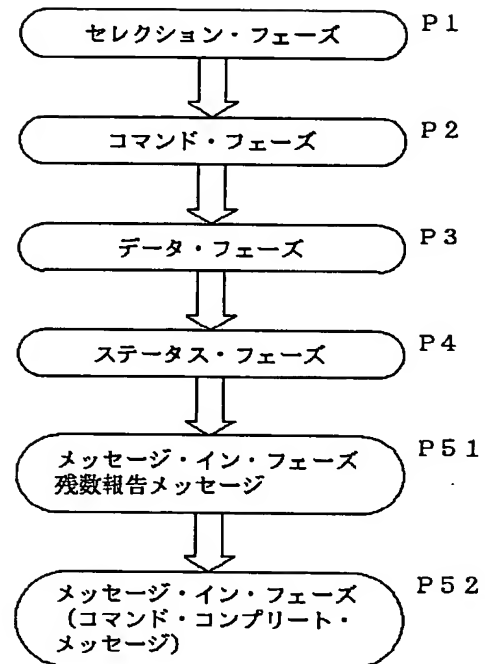 セレクション・フェーズ P1
コマンド・フェーズ P2
データ・フェーズ P3
ステータス・フェーズ P4
メッセージ・イン・フェーズ P51
残数報告メッセージ
メッセージ・イン・フェーズ P52
(コマンド・コンプリート・
メッセージ)